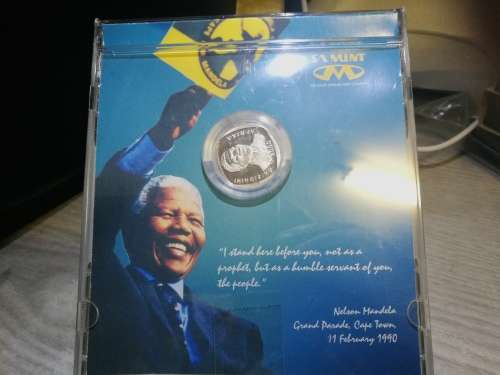 MANDELA
SA MINT
"I stand here before you, not as a
prophet, but as a humble servant of you,
the people."
Nelson Mandela
Grand Parade, Cape Town,
11 February 1990